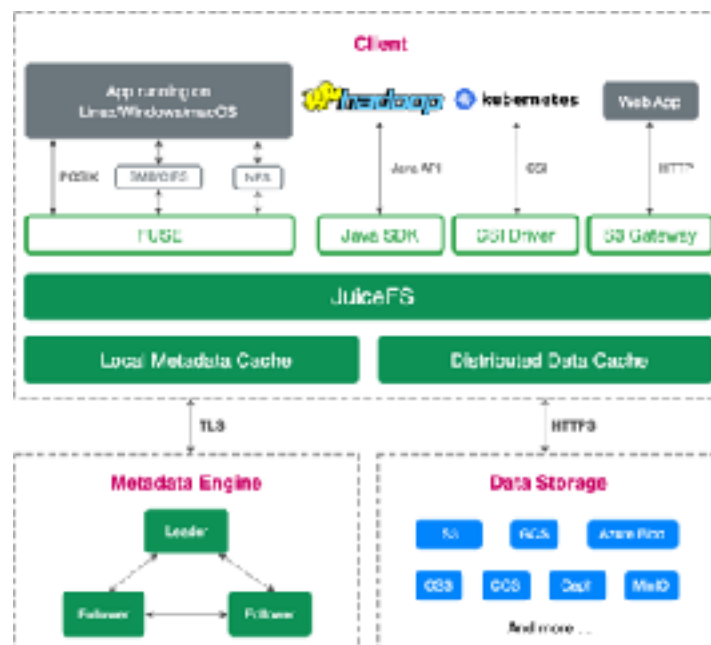 Client
App running on
Linux/Windows/macOS
hadoop
kubernetes
Web App
POSIX
SMB/CIFS
NFS
Java API
CSI
HTTP
FUSE
Java SDK
CSI Driver
S3 Gateway
JuiceFS
Local Metadata Cache
Distributed Data Cache
TLS
HTTPS
Metadata Engine
Data Storage
Leader
S3
GCS
Azure Blob
Follower
Follower
OSS
Ceph
MinIO
And more ...